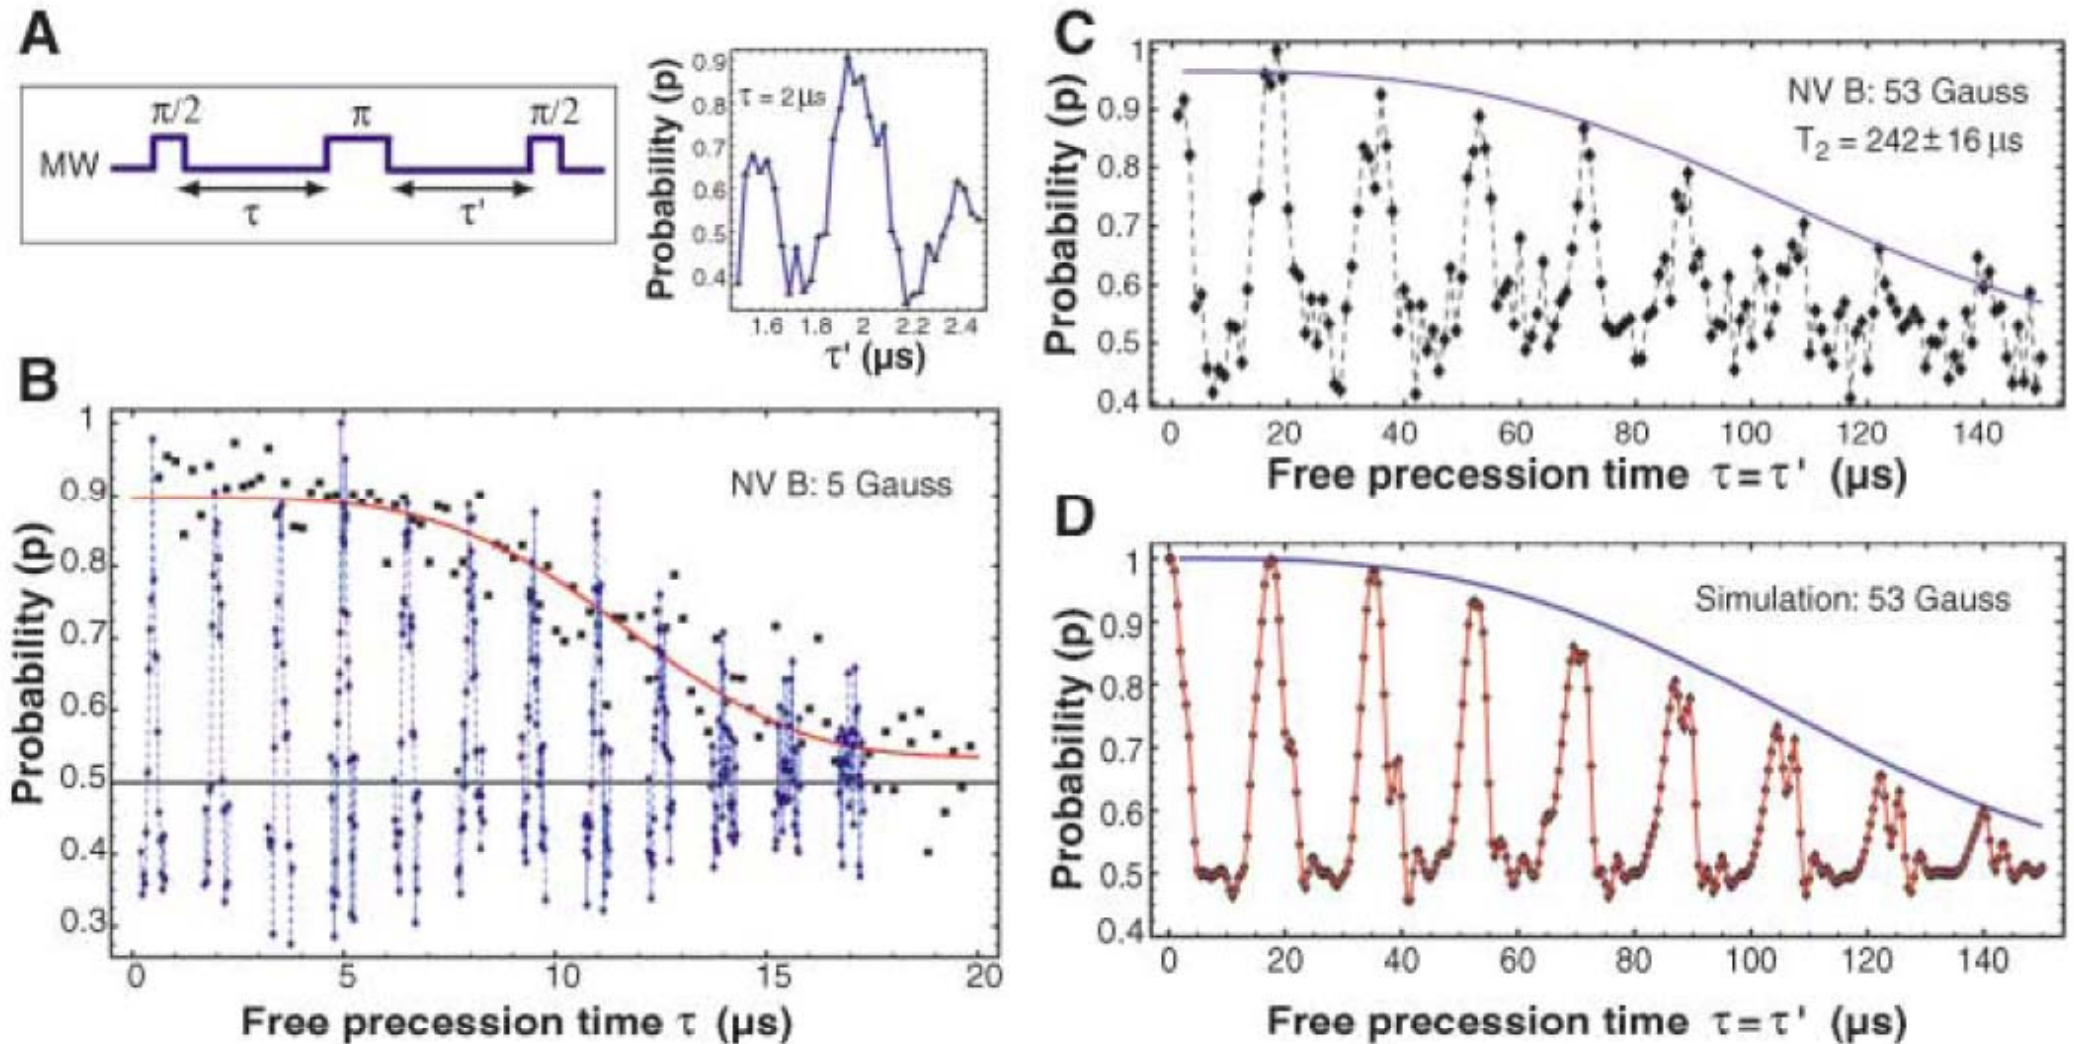 A
π/2 π π/2
MW
τ τ'
Probability (p)
0.9
0.8
0.7
0.6
0.5
0.4
τ = 2 μs
1.6 1.8 2 2.2 2.4
τ' (μs)
B
Probability (p)
1
0.9
0.8
0.7
0.6
0.5
0.4
0.3
NV B: 5 Gauss
0 5 10 15 20
Free precession time τ (μs)
C
Probability (p)
1
0.9
0.8
0.7
0.6
0.5
0.4
NV B: 53 Gauss
T2 = 242 ± 16 μs
0 20 40 60 80 100 120 140
Free precession time τ = τ' (μs)
D
Probability (p)
1
0.9
0.8
0.7
0.6
0.5
0.4
Simulation: 53 Gauss
0 20 40 60 80 100 120 140
Free precession time τ = τ' (μs)